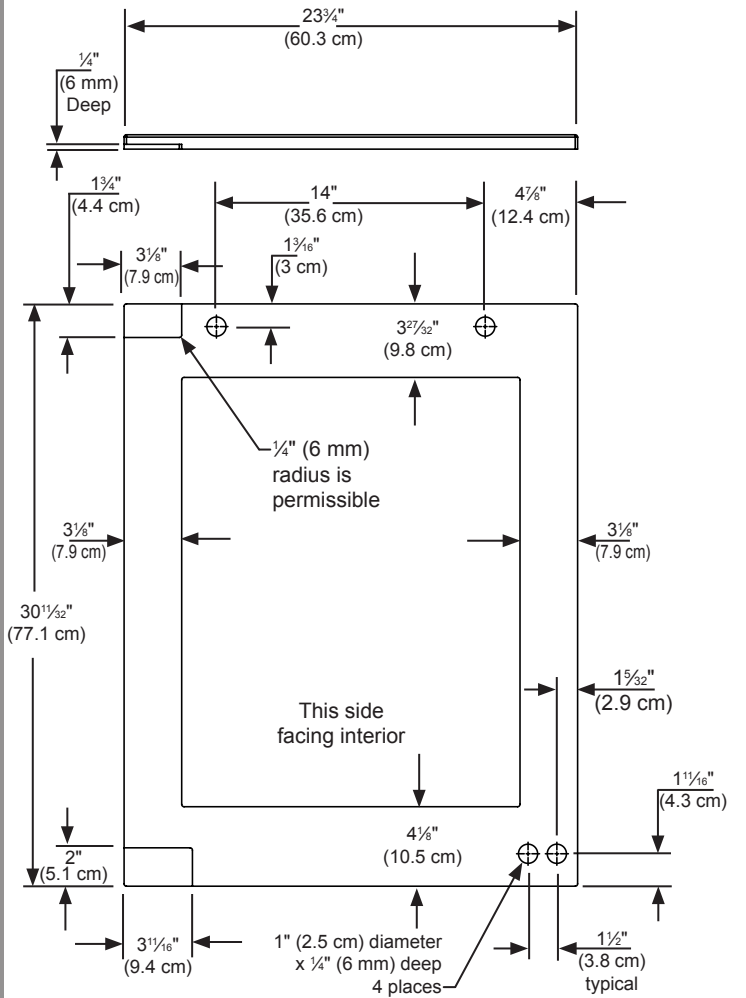 23¾"
(60.3 cm)
¼"
(6 mm)
Deep
1¾"
(4.4 cm)
14"
(35.6 cm)
4⅞"
(12.4 cm)
3⅛"
(7.9 cm)
13⁄16"
(3 cm)
327⁄32"
(9.8 cm)
¼" (6 mm)
radius is
permissible
3⅛"
(7.9 cm)
3⅛"
(7.9 cm)
3011⁄32"
(77.1 cm)
15⁄32"
(2.9 cm)
This side
facing interior
111⁄16"
(4.3 cm)
2"
(5.1 cm)
4⅛"
(10.5 cm)
311⁄16"
(9.4 cm)
1" (2.5 cm) diameter
x ¼" (6 mm) deep
4 places
1½"
(3.8 cm)
typical